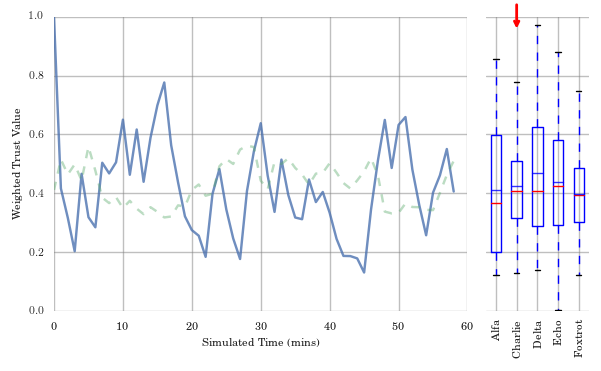 1.0
0.8
0.6
0.4
0.2
0.0
Weighted Trust Value
0 10 20 30 40 50 60
Simulated Time (mins)
Alfa
Charlie
Delta
Echo
Foxtrot